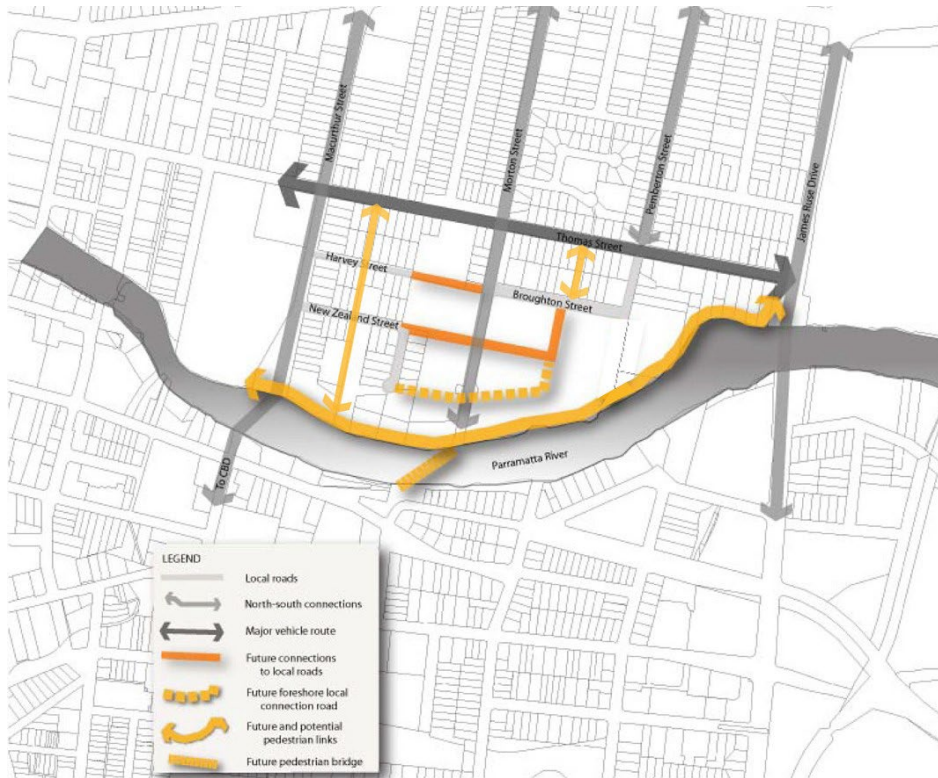 Macurthur Street
Morton Street
Pemberton Street
James Ruse Drive
Thomas Street
Harvey Street
Broughton Street
New Zealand Street
Parramatta River
To CBD
LEGEND
Local roads
North-south connections
Major vehicle route
Future connections
to local roads
Future foreshore local
connection road
Future and potential
pedestrian links
Future pedestrian bridge